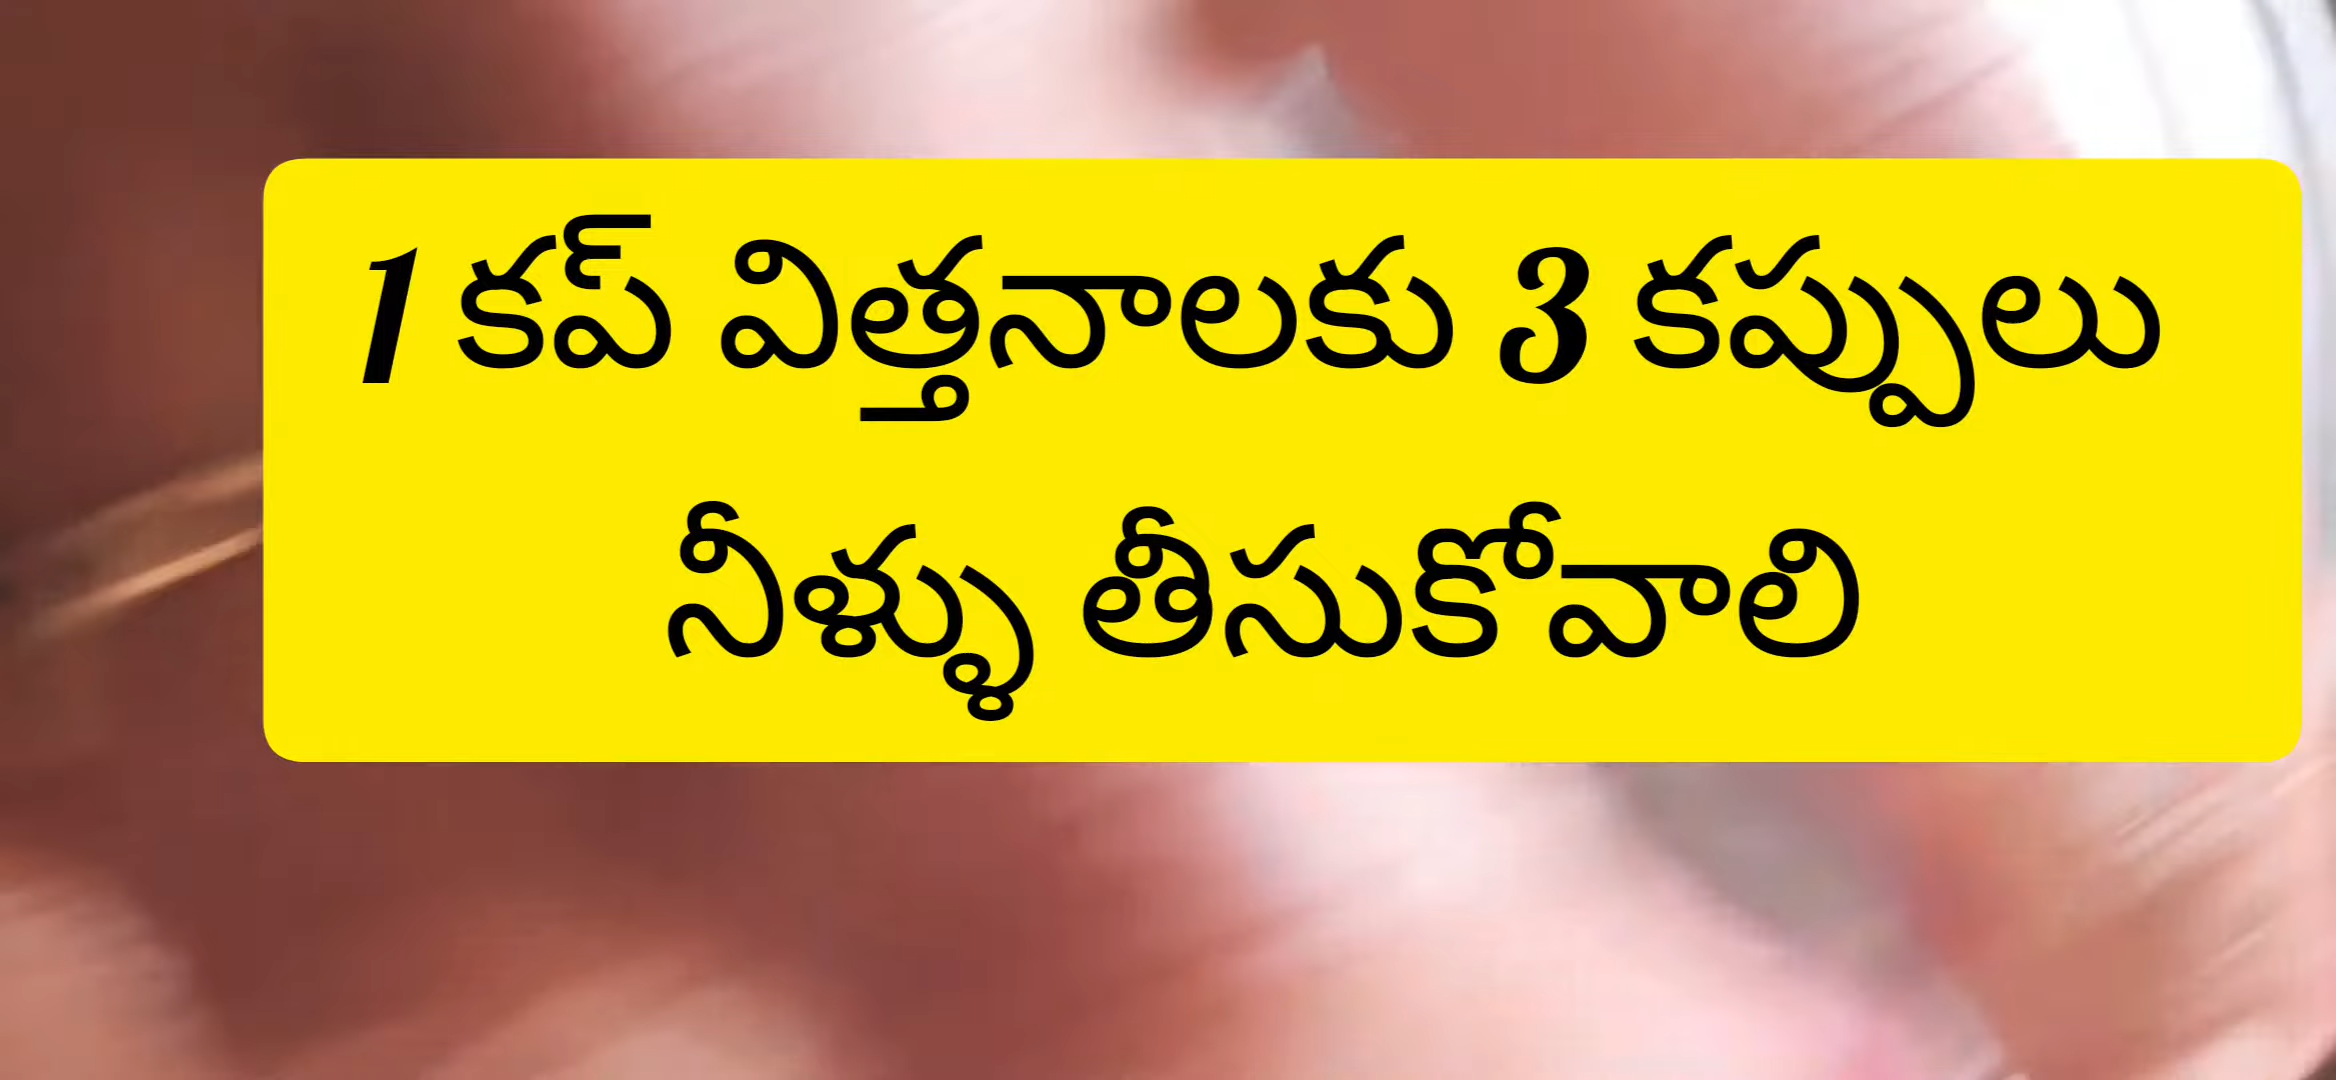 1 కప్ విత్తనాలకు 3 కప్పులు
నీళ్ళు తీసుకోవాలి